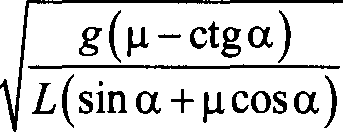 √(g(μ − ctg α) / L(sin α + μ cos α))